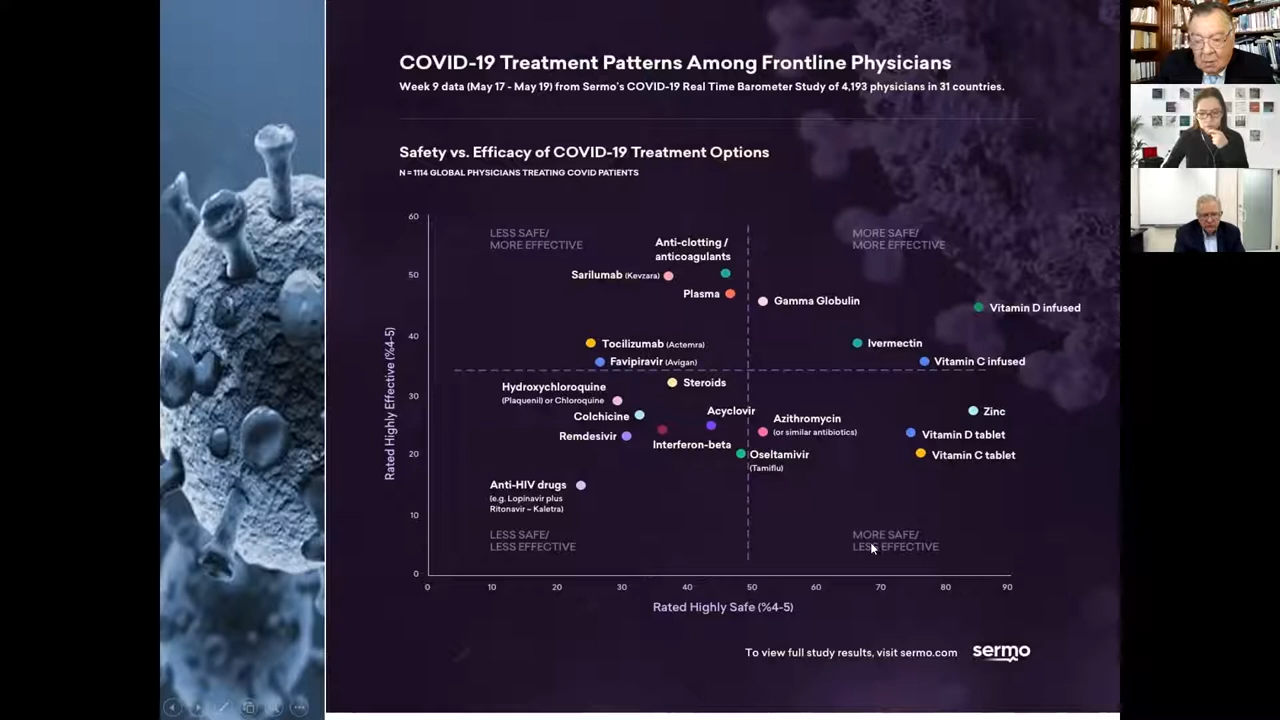 COVID-19 Treatment Patterns Among Frontline Physicians
Week 9 data (May 17 - May 19) from Sermo's COVID-19 Real Time Barometer Study of 4,193 physicians in 31 countries.
Safety vs. Efficacy of COVID-19 Treatment Options
N = 1114 GLOBAL PHYSICIANS TREATING COVID PATIENTS
60
50
40
30
20
10
0
Rated Highly Effective (%4-5)
LESS SAFE/
MORE EFFECTIVE
MORE SAFE/
MORE EFFECTIVE
Anti-clotting /
anticoagulants
Sarilumab (Kevzara)
Plasma
Gamma Globulin
Vitamin D infused
Tocilizumab (Actemra)
Ivermectin
Favipiravir (Avigan)
Vitamin C infused
Steroids
Hydroxychloroquine
(Plaquenil) or Chloroquine
Colchicine
Acyclovir
Azithromycin
(or similar antibiotics)
Zinc
Remdesivir
Interferon-beta
Vitamin D tablet
Oseltamivir
(Tamiflu)
Vitamin C tablet
Anti-HIV drugs
(e.g. Lopinavir plus
Ritonavir – Kaletra)
LESS SAFE/
LESS EFFECTIVE
MORE SAFE/
LESS EFFECTIVE
0 10 20 30 40 50 60 70 80 90
Rated Highly Safe (%4-5)
To view full study results, visit sermo.com
sermo